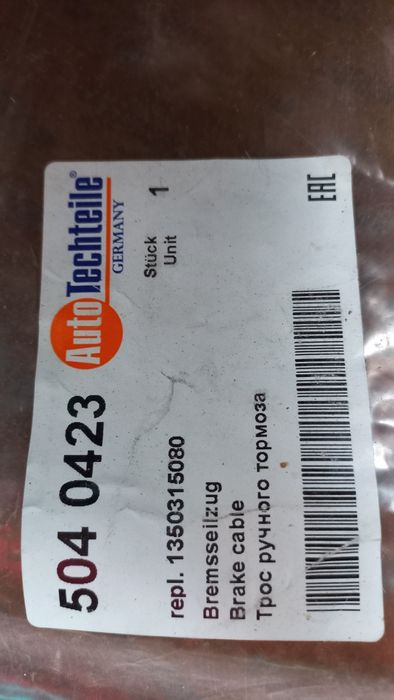 504 0423
AutoTechteile®
GERMANY
repl. 1350315080
Stück
Unit
1
Bremsseilzug
Brake cable
Трос ручного тормоза
EAC